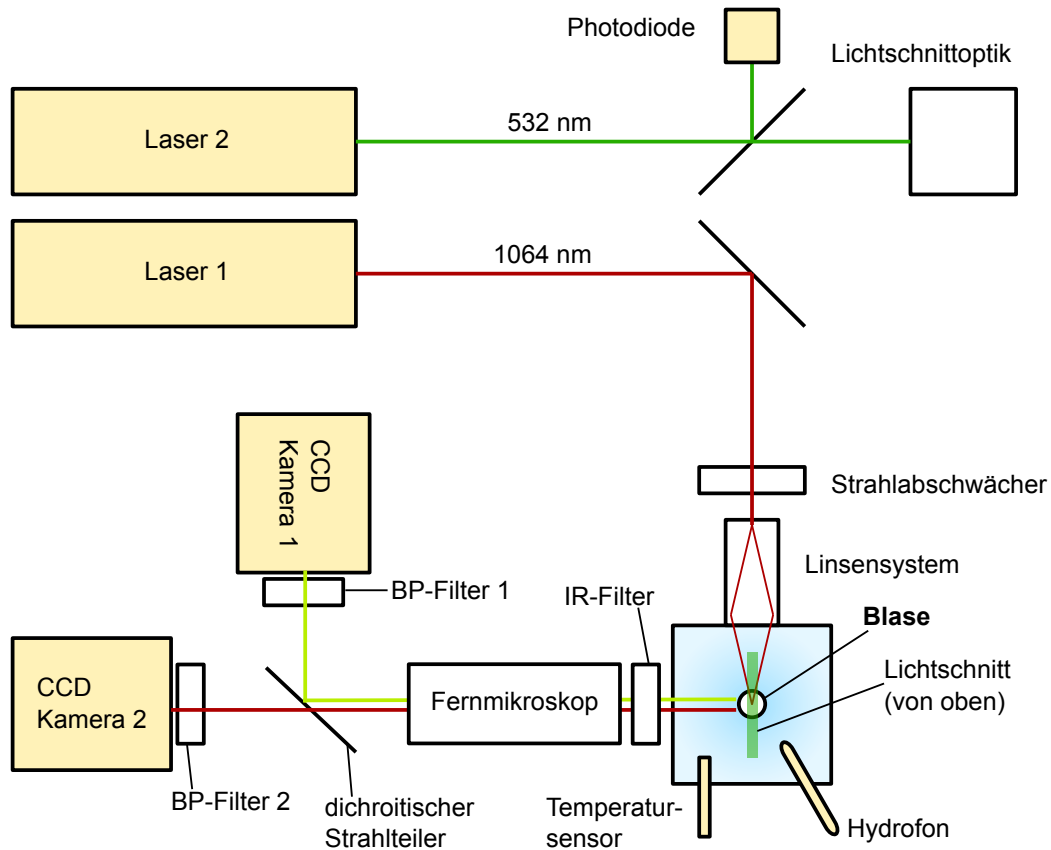 Photodiode
Lichtschnittoptik
Laser 2
532 nm
Laser 1
1064 nm
CCD
Kamera 1
Strahlabschwächer
Linsensystem
BP-Filter 1
IR-Filter
Blase
CCD
Kamera 2
Fernmikroskop
Lichtschnitt
(von oben)
BP-Filter 2
dichroitischer
Strahlteiler
Temperatur-
sensor
Hydrofon